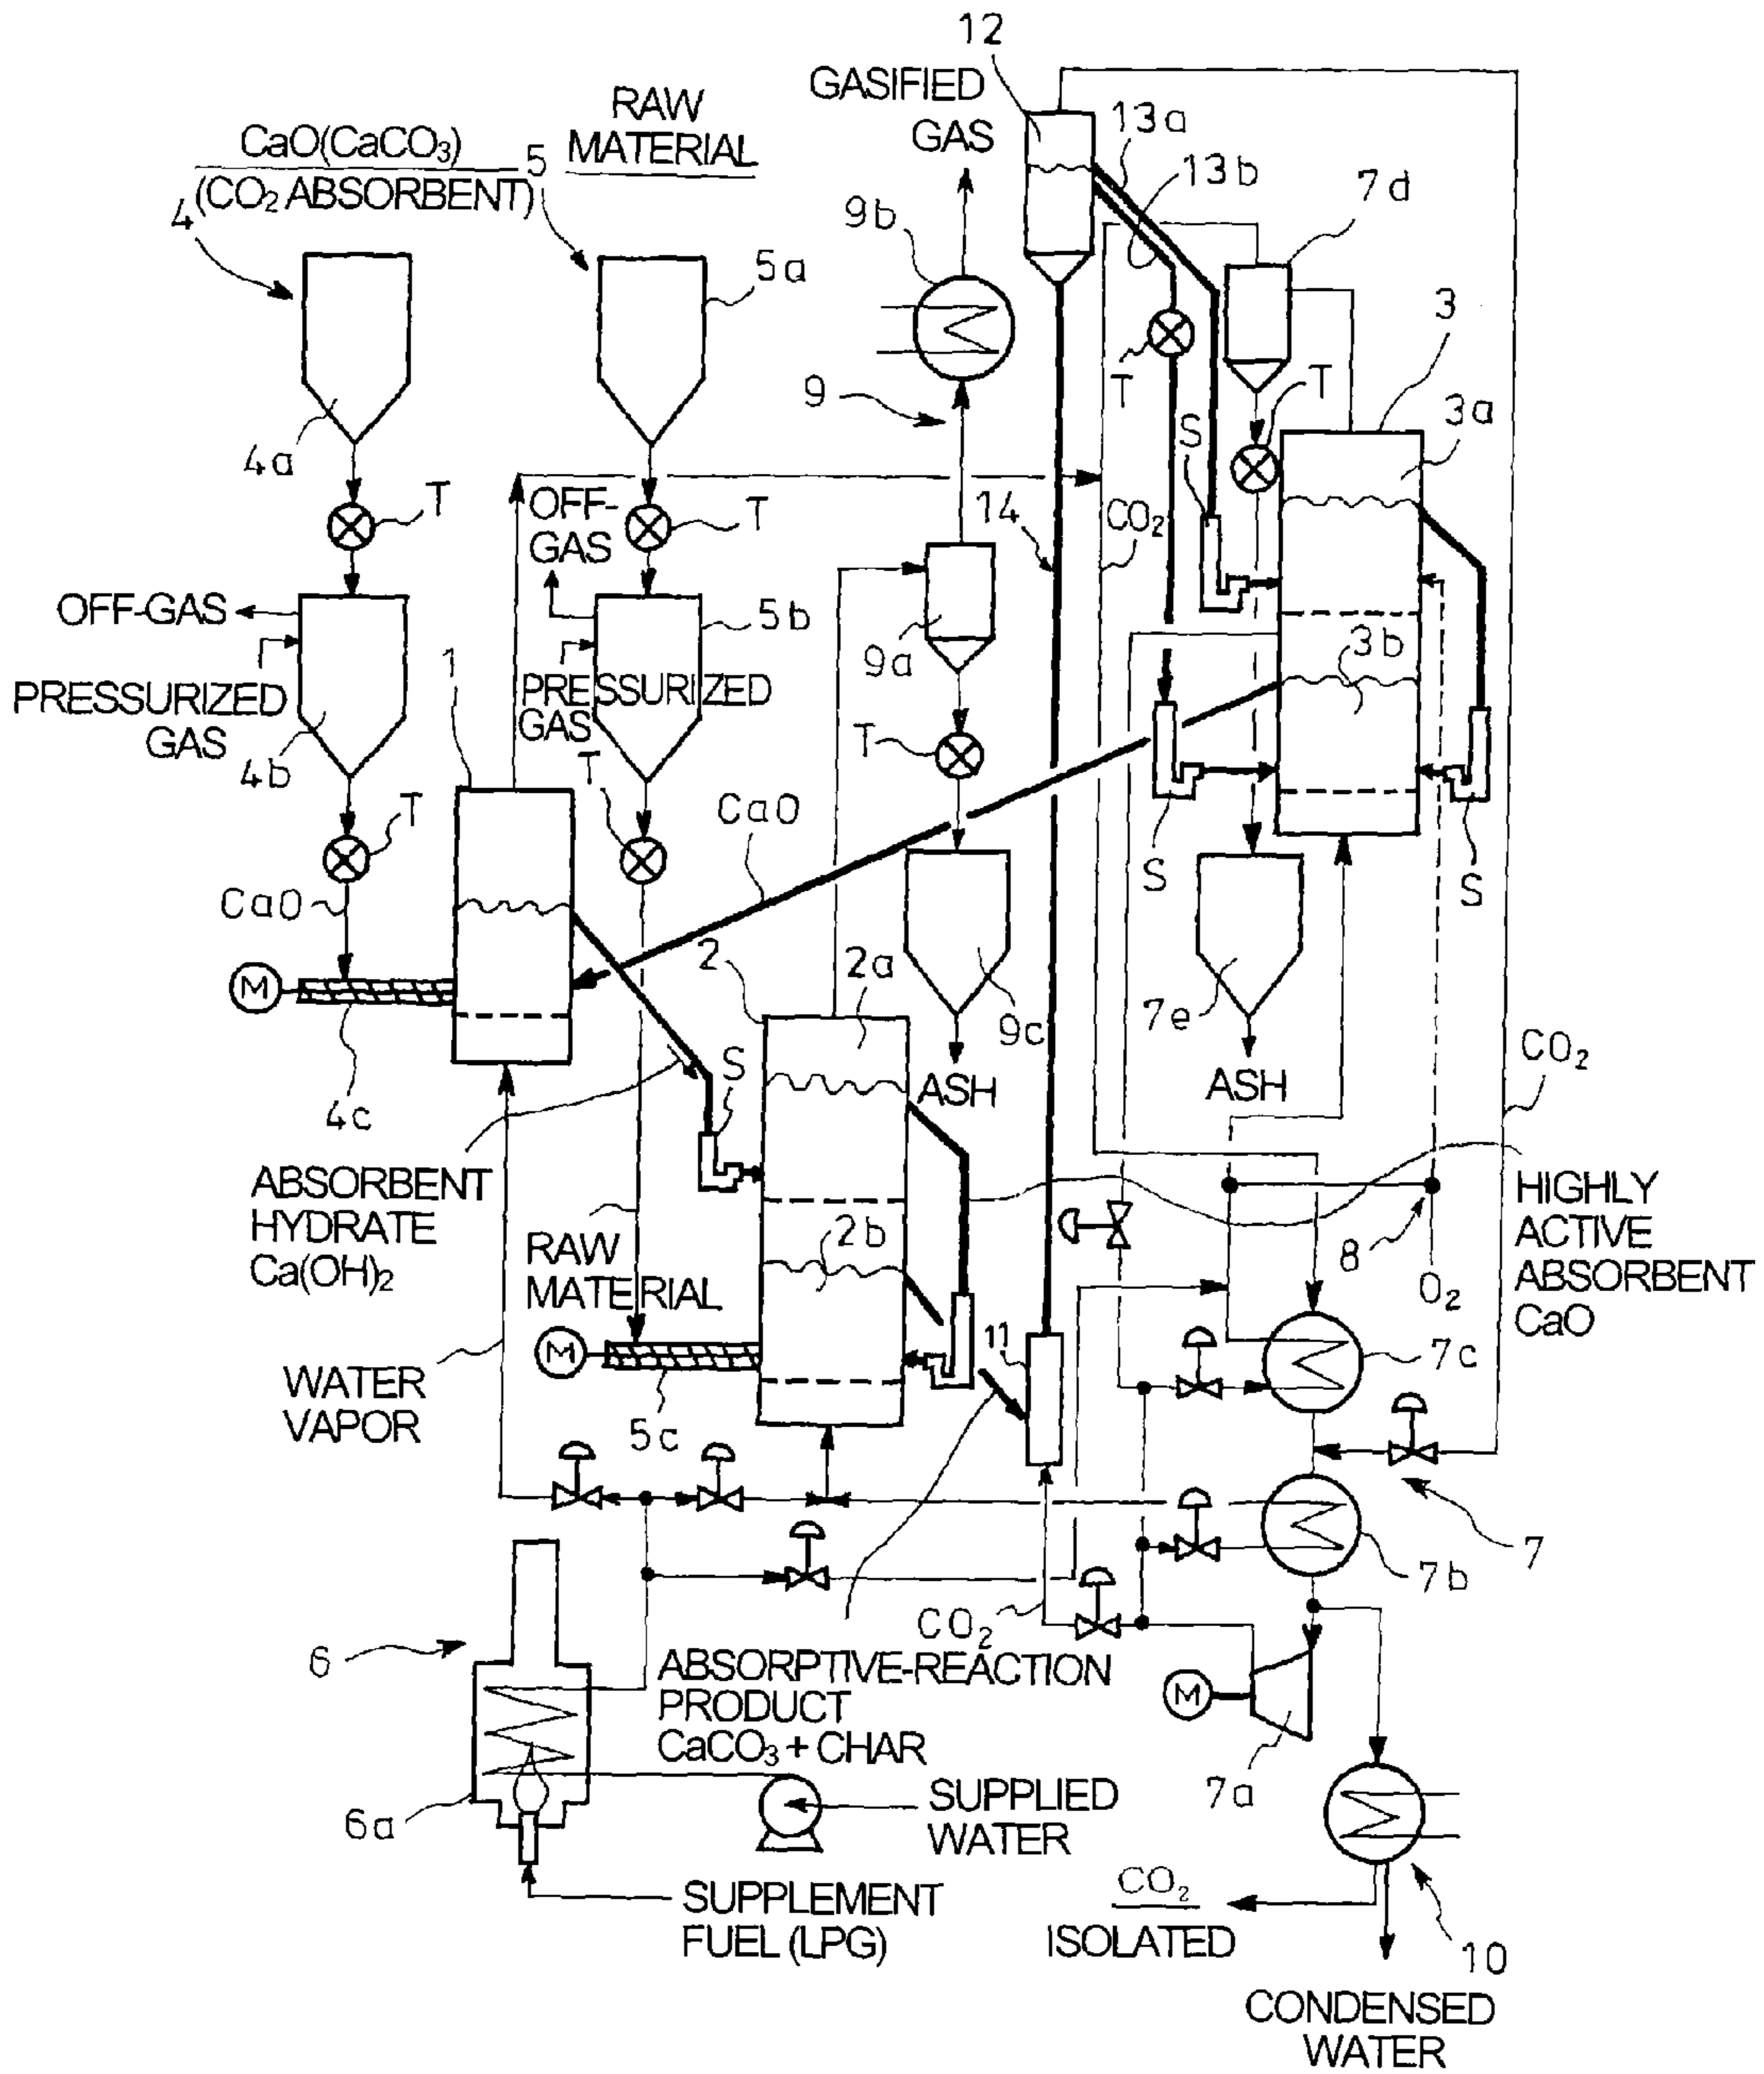 12
GASIFIED
GAS
13a
13b
7d
RAW
MATERIAL
CaO(CaCO3)
(CO2 ABSORBENT)
5
4
9b
5a
3
3a
T
T
S
9
4a
T
OFF-
GAS
T
14
CO2
OFF-GAS
5b
9a
3b
1
PRESSURIZED
GAS
PRESSURIZED
GAS
4b
T
T
CaO
T
S
S
CaO
2
2a
M
7e
9c
4c
S
ASH
ASH
CO2
ABSORBENT
HYDRATE
Ca(OH)2
RAW
MATERIAL
2b
8
O2
HIGHLY
ACTIVE
ABSORBENT
CaO
M
11
7c
WATER
VAPOR
5c
7
7b
CO2
6
ABSORPTIVE-REACTION
PRODUCT
CaCO3 + CHAR
M
7a
6a
SUPPLIED
WATER
SUPPLEMENT
FUEL (LPG)
CO2
ISOLATED
10
CONDENSED
WATER